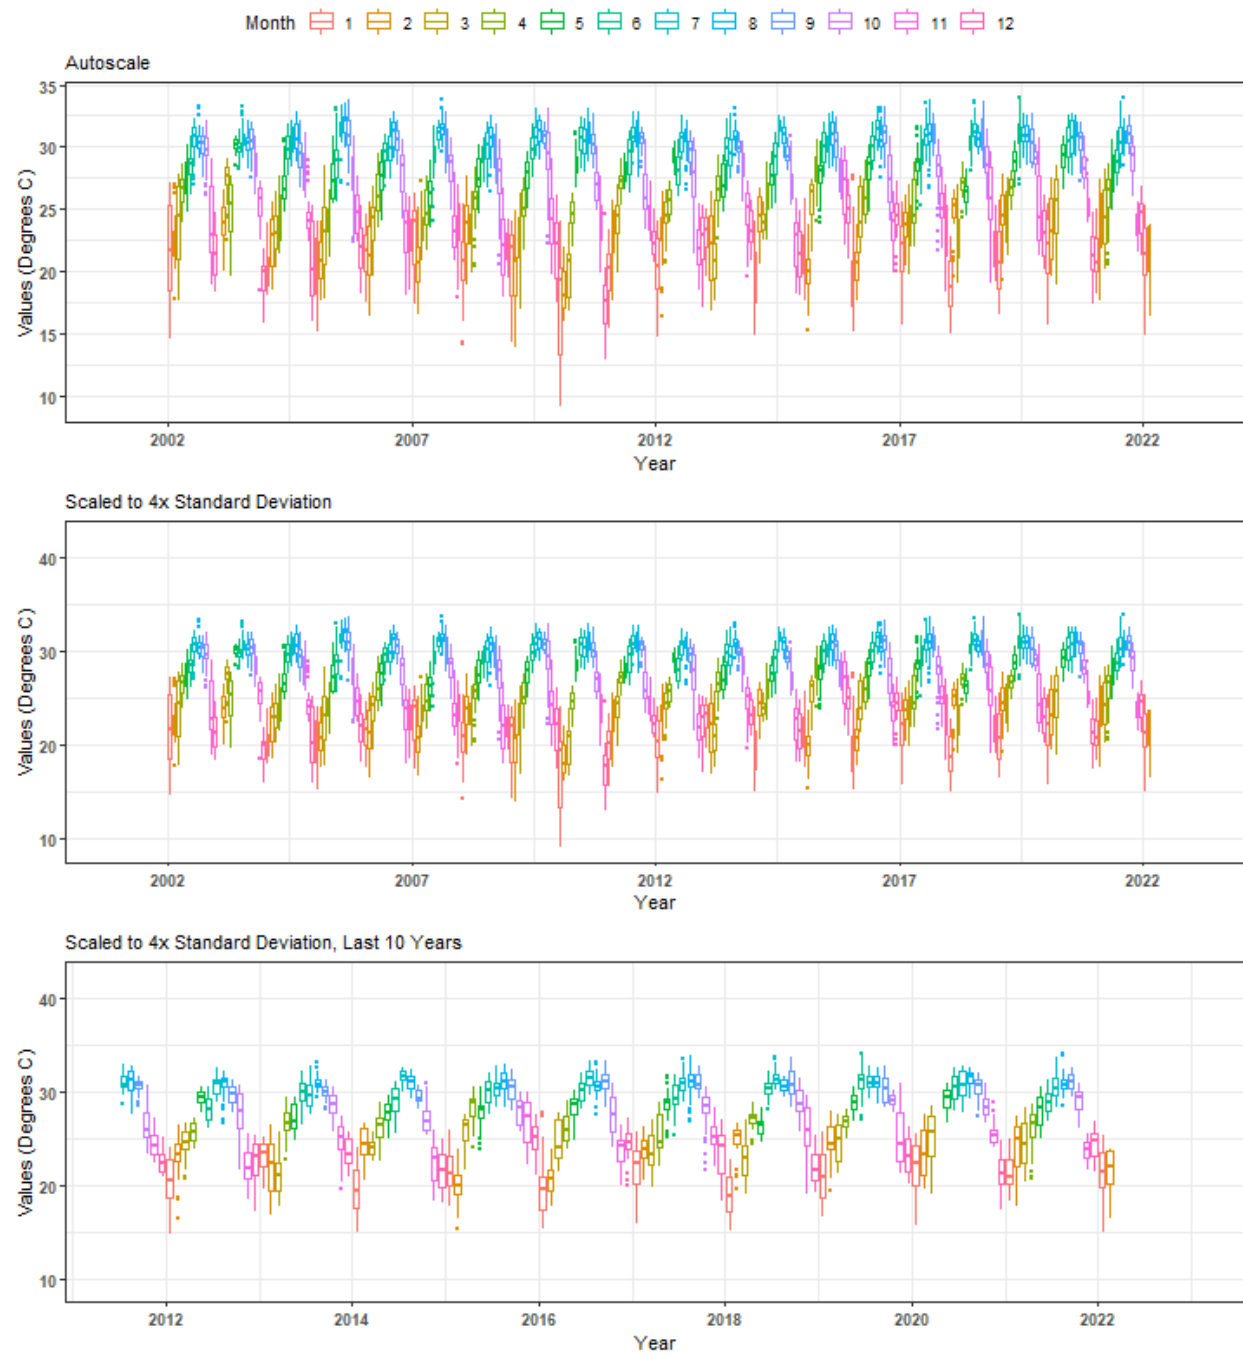 Month 1 2 3 4 5 6 7 8 9 10 11 12
Autoscale
Values (Degrees C)
35
30
25
20
15
10
2002 2007 2012 2017 2022
Year
Scaled to 4x Standard Deviation
Values (Degrees C)
40
30
20
10
2002 2007 2012 2017 2022
Year
Scaled to 4x Standard Deviation, Last 10 Years
Values (Degrees C)
40
30
20
10
2012 2014 2016 2018 2020 2022
Year